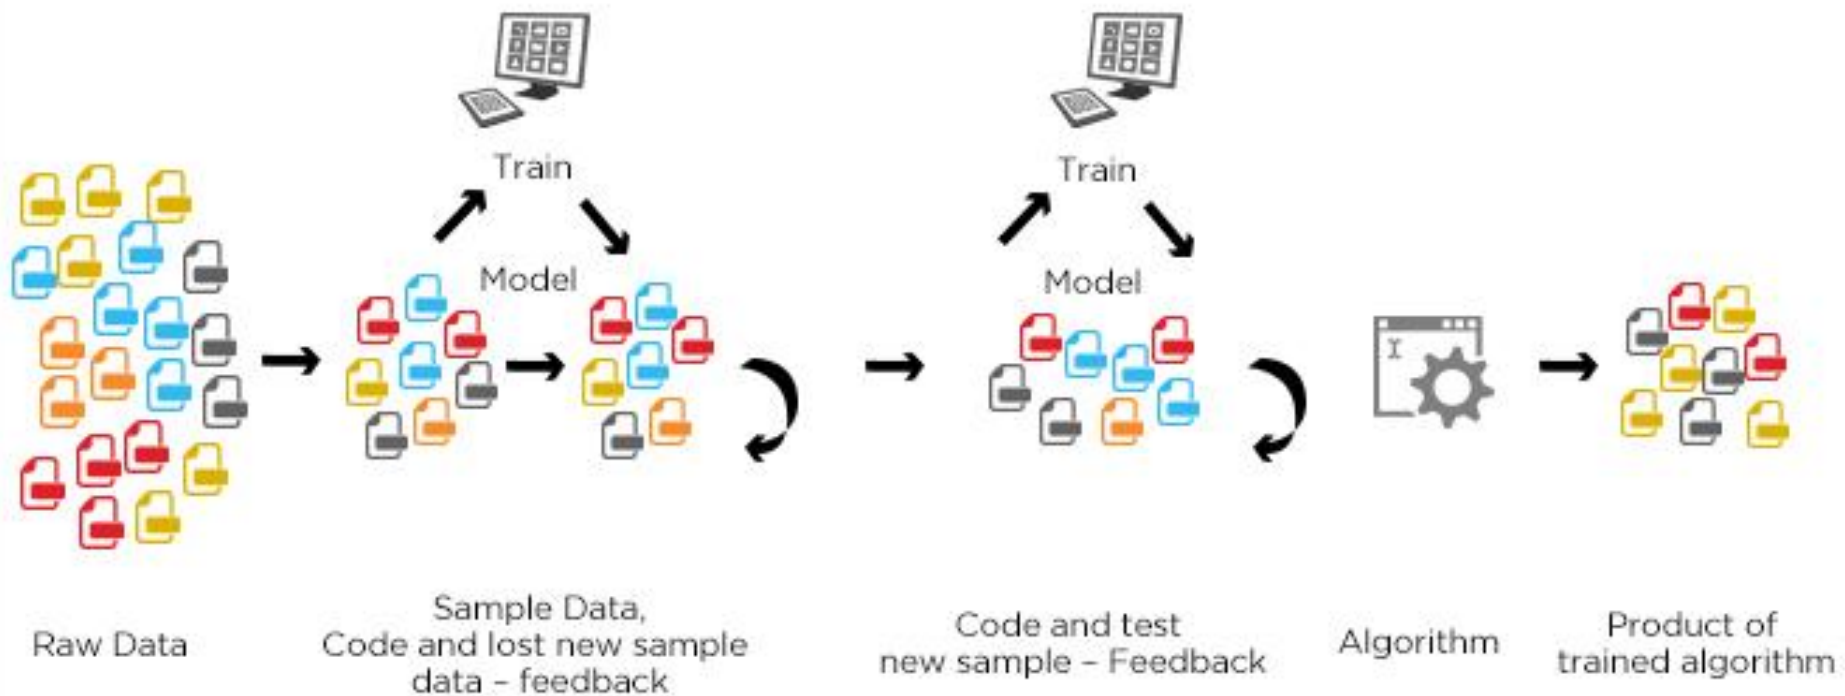 Train
Train
Model
Model
Raw Data
Sample Data,
Code and lost new sample
data – feedback
Code and test
new sample – Feedback
Algorithm
Product of
trained algorithm